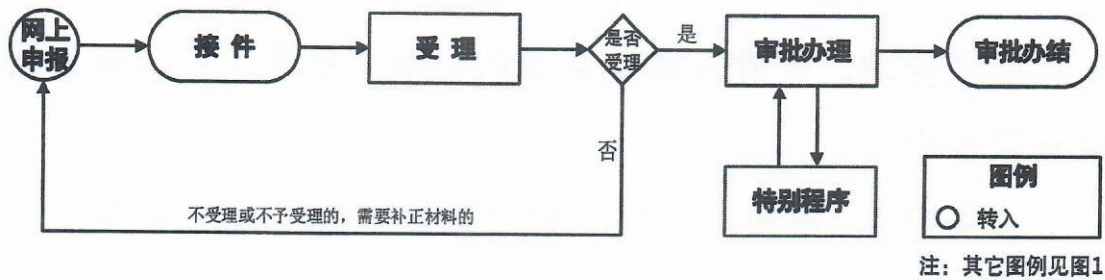 网上
申报
接 件
受 理
是否
受理
是
审批办理
审批办结
否
特别程序
不受理或不予受理的，需要补正材料的
图例
转入
注：其它图例见图1